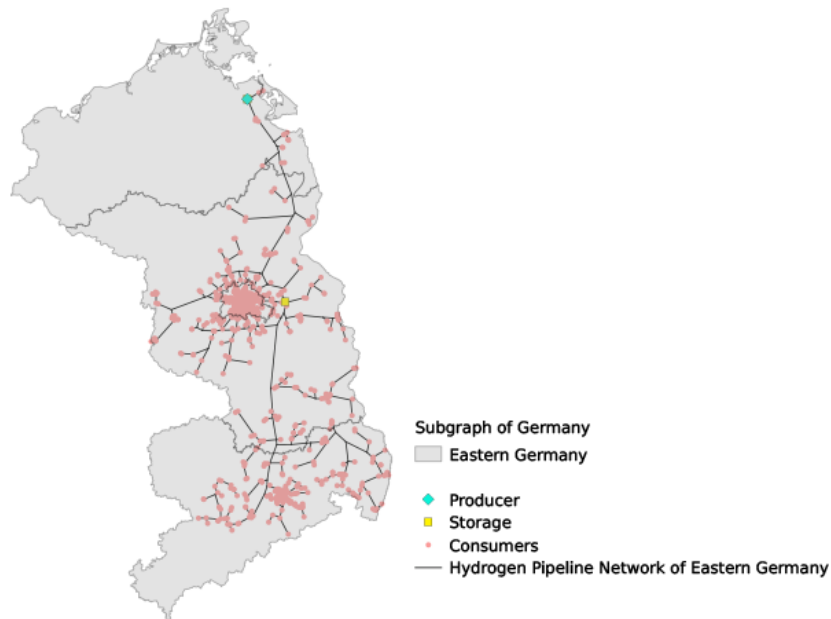 Subgraph of Germany
Eastern Germany
Producer
Storage
Consumers
Hydrogen Pipeline Network of Eastern Germany